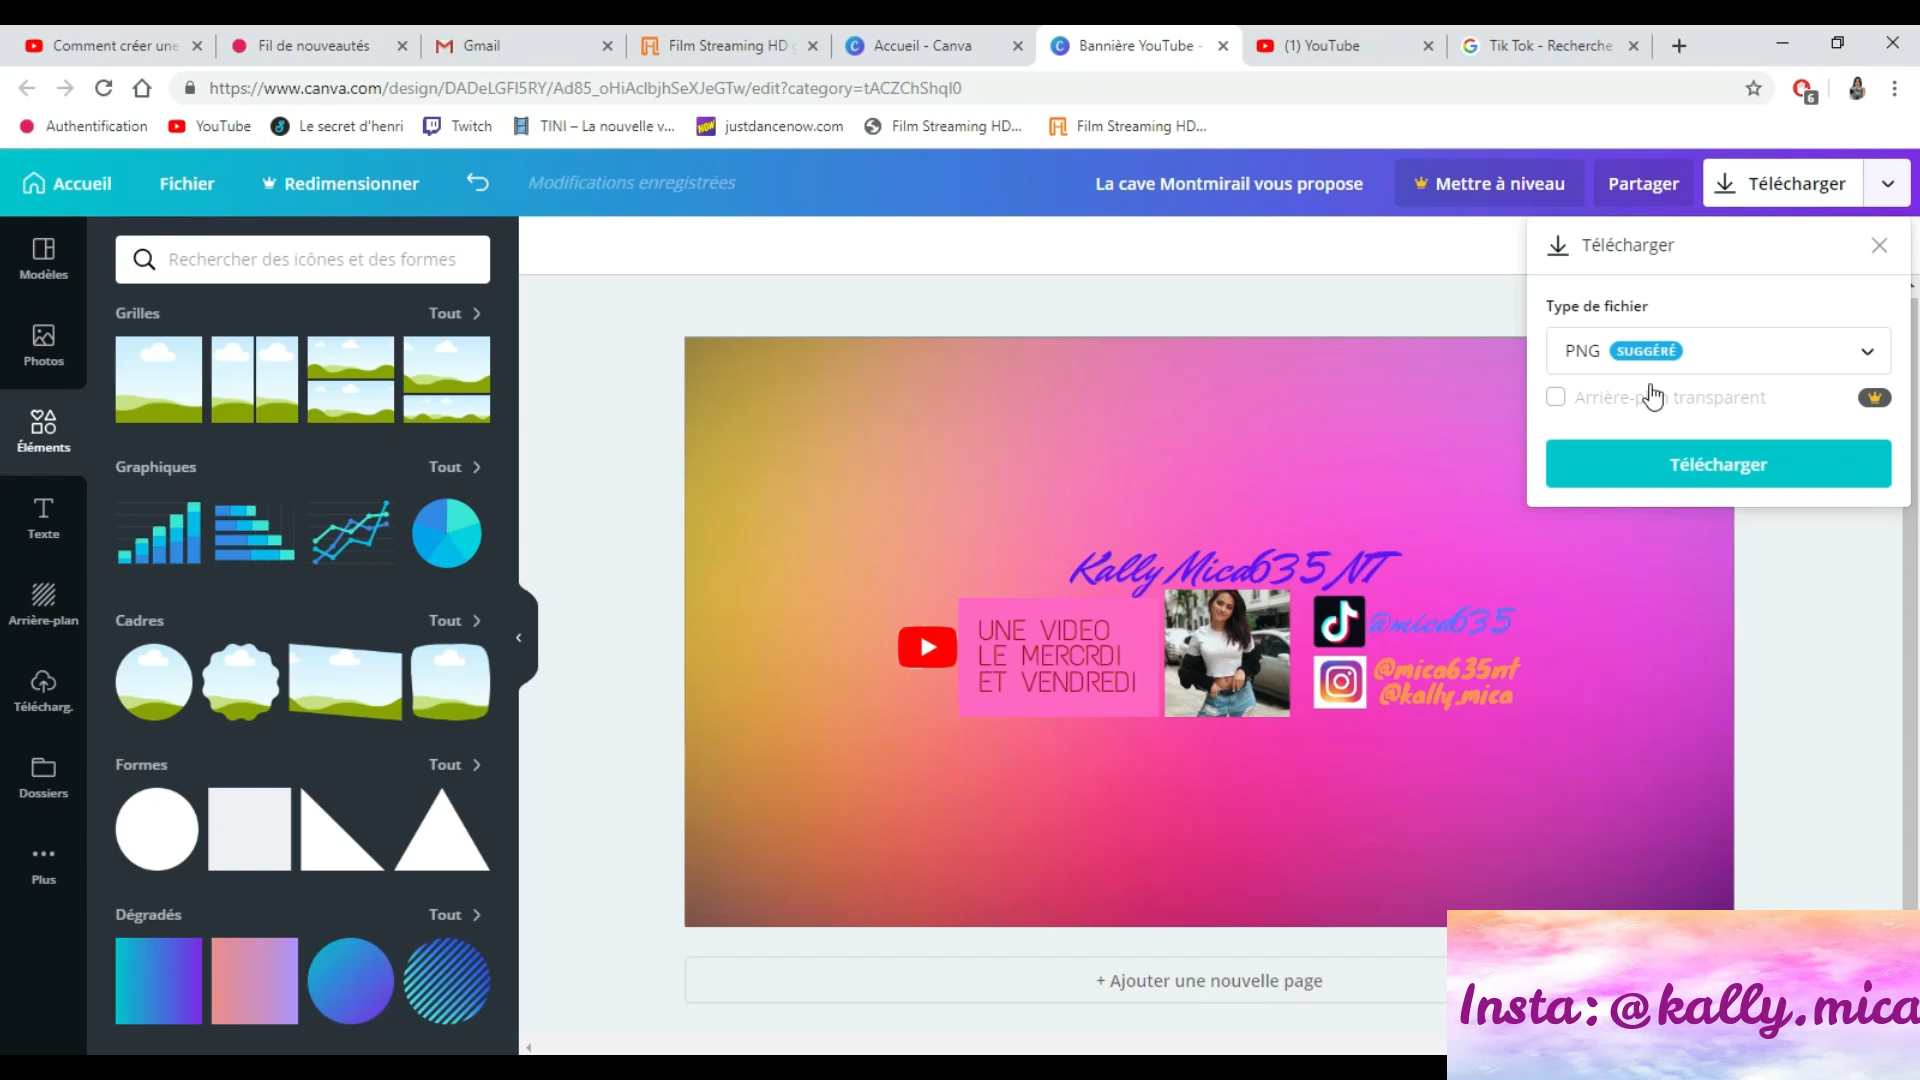 Comment créer une
Fil de nouveautés
Gmail
Film Streaming HD
Accueil - Canva
Bannière YouTube -
(1) YouTube
Tik Tok - Recherche
https://www.canva.com/design/DADeLGFI5RY/Ad85_oHiAclbjhSeXJeGTw/edit?category=tACZChShqI0
6
Authentification
YouTube
Le secret d'henri
Twitch
TINI – La nouvelle v...
NOW
justdancenow.com
Film Streaming HD...
Film Streaming HD...
Accueil
Fichier
Redimensionner
Modifications enregistrées
La cave Montmirail vous propose
Mettre à niveau
Partager
Télécharger
Modèles
Photos
Éléments
Texte
Arrière-plan
Télécharg.
Dossiers
Plus
Rechercher des icônes et des formes
Grilles
Tout
Graphiques
Tout
Cadres
Tout
Formes
Tout
Dégradés
Tout
Télécharger
Type de fichier
PNG SUGGÉRÉ
transparent
Télécharger
Kally Mica635 NT
UNE VIDEO
LE MERCRDI
ET VENDREDI
@mica635
@mica635nt
@kally.mica
+ Ajouter une nouvelle page
Insta: @kally.mica